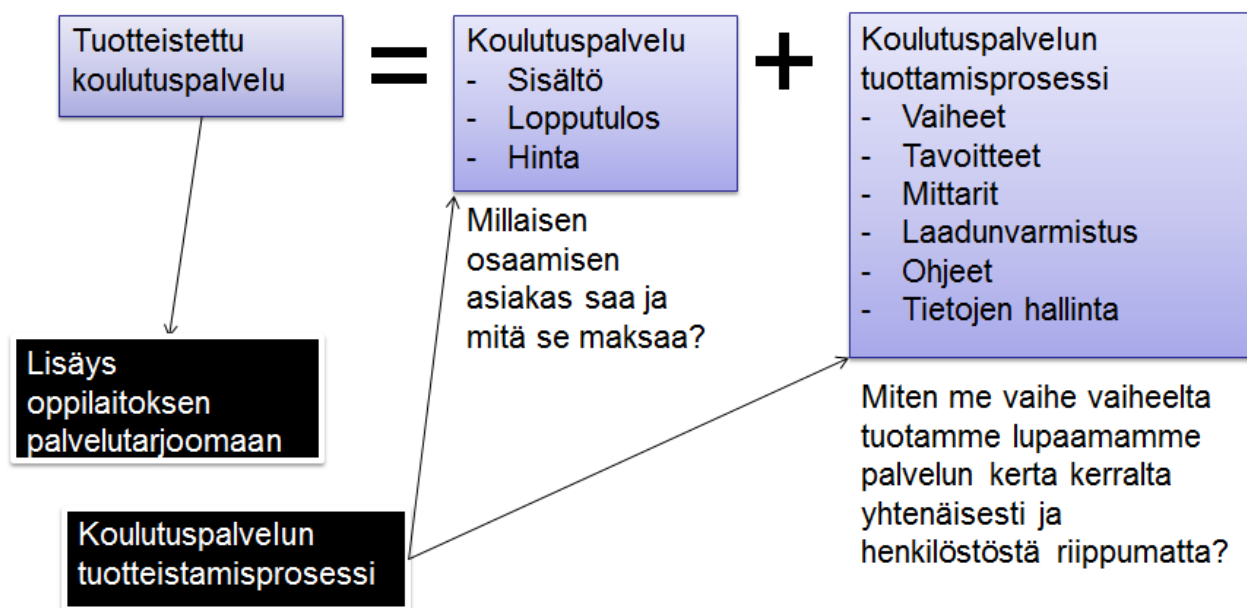 Tuotteistettu
koulutuspalvelu
=
Koulutuspalvelu
- Sisältö
- Lopputulos
- Hinta
+
Koulutuspalvelun
tuottamisprosessi
- Vaiheet
- Tavoitteet
- Mittarit
- Laadunvarmistus
- Ohjeet
- Tietojen hallinta
Millaisen
osaamisen
asiakas saa ja
mitä se maksaa?
Miten me vaihe vaiheelta
tuotamme lupaamamme
palvelun kerta kerralta
yhtenäisesti ja
henkilöstöstä riippumatta?
Lisäys
oppilaitoksen
palvelutarjoomaan
Koulutuspalvelun
tuotteistamisprosessi